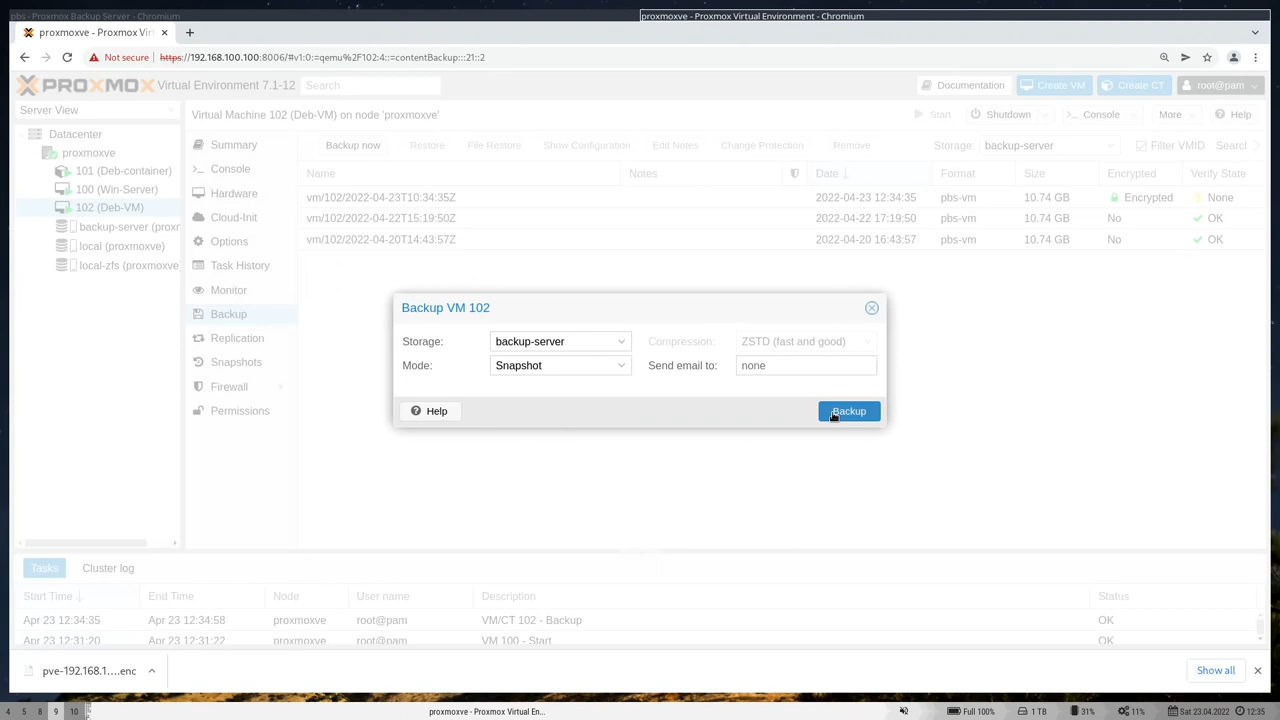 pbs - Proxmox Backup Server - Chromium
proxmoxve - Proxmox Virtual Environment - Chromium
proxmoxve - Proxmox Vir
Not secure
https://192.168.100.100:8006/#v1:0:=qemu%2F102:4::=contentBackup:::21::2
PROXMOX
Virtual Environment 7.1-12
Search
Documentation
Create VM
Create CT
root@pam
Server View
Virtual Machine 102 (Deb-VM) on node 'proxmoxve'
Start
Shutdown
Console
More
Help
Datacenter
proxmoxve
101 (Deb-container)
100 (Win-Server)
102 (Deb-VM)
backup-server (proxn
local (proxmoxve)
local-zfs (proxmoxve
Summary
Console
Hardware
Cloud-Init
Options
Task History
Monitor
Backup
Replication
Snapshots
Firewall
Permissions
Backup now
Restore
File Restore
Show Configuration
Edit Notes
Change Protection
Remove
Storage:
backup-server
Filter VMID
Searcl
Name
Notes
Date
Format
Size
Encrypted
Verify State
vm/102/2022-04-23T10:34:35Z
2022-04-23 12:34:35
pbs-vm
10.74 GB
Encrypted
None
vm/102/2022-04-22T15:19:50Z
2022-04-22 17:19:50
pbs-vm
10.74 GB
No
OK
vm/102/2022-04-20T14:43:57Z
2022-04-20 16:43:57
pbs-vm
10.74 GB
No
OK
Backup VM 102
Storage:
backup-server
Compression:
ZSTD (fast and good)
Mode:
Snapshot
Send email to:
none
Help
Backup
Tasks
Cluster log
Start Time
End Time
Node
User name
Description
Status
Apr 23 12:34:35
Apr 23 12:34:58
proxmoxve
root@pam
VM/CT 102 - Backup
OK
Apr 23 12:31:20
Apr 23 12:31:22
proxmoxve
root@pam
VM 100 - Start
OK
pve-192.168.1....enc
Show all
4 5 8 9 10
proxmoxve - Proxmox Virtual En...
Full 100%
1 TB
31%
11%
Sat 23.04.2022
12:35